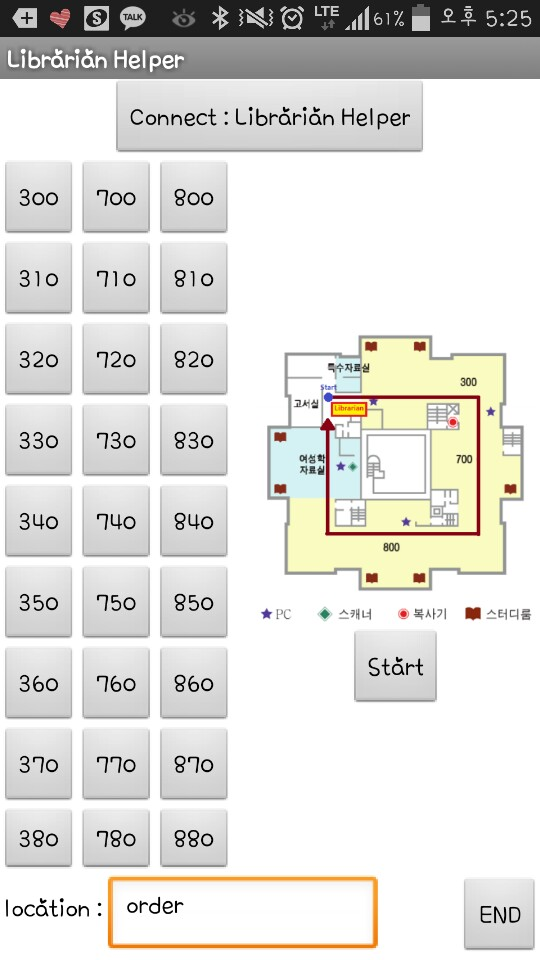 S TALK LTE 61% 오후 5:25
Librarian Helper
Connect : Librarian Helper
300 700 800
310 710 810
320 720 820
330 730 830
340 740 840
350 750 850
360 760 860
370 770 870
380 780 880
특수자료실
Start
300
고서실
Librarian
여성학
자료실
700
800
PC 스캐너 복사기 스터디룸
Start
location : order
END